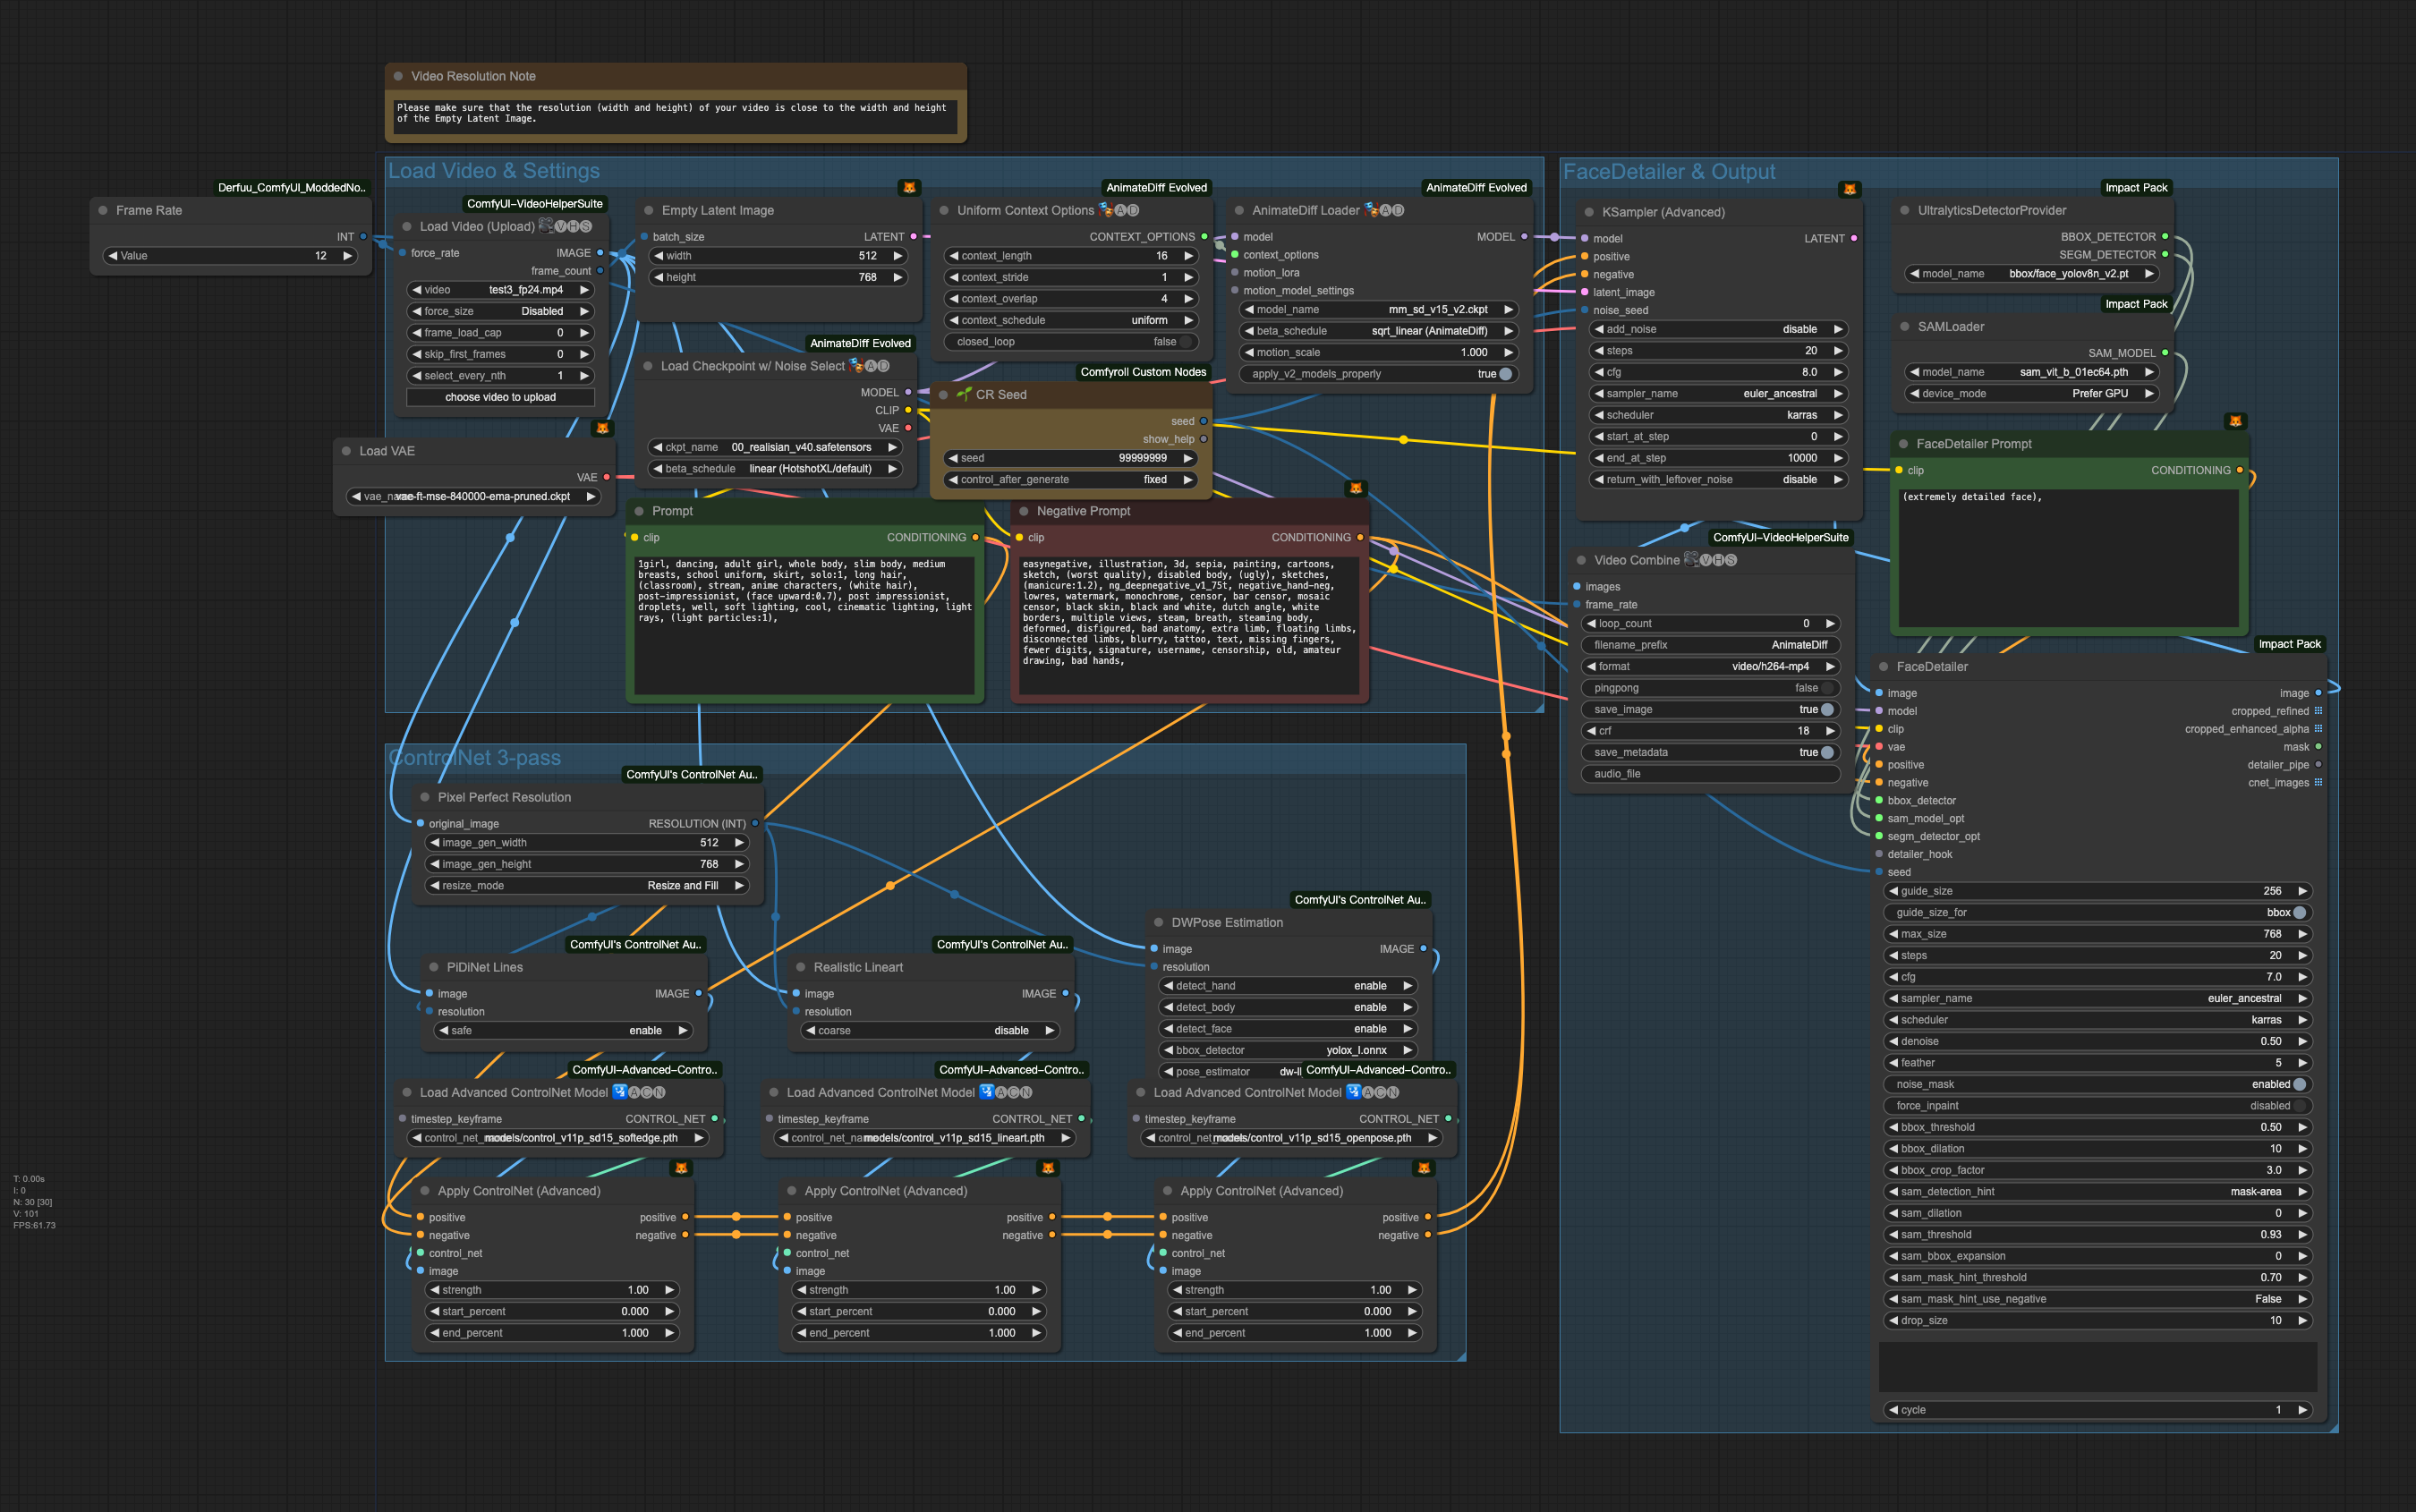 Video Resolution Note
Please make sure that the resolution (width and height) of your video is close to the width and height
of the Empty Latent Image.
Load Video & Settings
Derfuu_ComfyUI_ModdedNo..
Frame Rate
INT
Value 12
ComfyUI-VideoHelperSuite
Load Video (Upload) VHS
force_rate IMAGE
frame_count
video test3_fp24.mp4
force_size Disabled
frame_load_cap 0
skip_first_frames 0
select_every_nth 1
choose video to upload
Load VAE
VAE
vae-ft-mse-840000-ema-pruned.ckpt
Empty Latent Image
batch_size LATENT
width 512
height 768
AnimateDiff Evolved
Load Checkpoint w/ Noise Select AD
MODEL
CLIP
VAE
ckpt_name 00_realisian_v40.safetensors
beta_schedule linear (HotshotXL/default)
AnimateDiff Evolved
Uniform Context Options AD
CONTEXT_OPTIONS
context_length 16
context_stride 1
context_overlap 4
context_schedule uniform
closed_loop false
Comfyroll Custom Nodes
CR Seed
seed
show_help
seed 99999999
control_after_generate fixed
AnimateDiff Evolved
AnimateDiff Loader AD
model MODEL
context_options
motion_lora
motion_model_settings
model_name mm_sd_v15_v2.ckpt
beta_schedule sqrt_linear (AnimateDiff)
motion_scale 1.000
apply_v2_models_properly true
Prompt
clip CONDITIONING
1girl, dancing, adult girl, whole body, slim body, medium
breasts, school uniform, skirt, solo:1, long hair,
(classroom), stream, anime characters, (white hair),
post-impressionist, (face upward:0.7), post impressionist,
droplets, well, soft lighting, cool, cinematic lighting, light
rays, (light particles:1),
Negative Prompt
clip CONDITIONING
easynegative, illustration, 3d, sepia, painting, cartoons,
sketch, (worst quality), disabled body, (ugly), sketches,
(manicure:1.2), ng_deepnegative_v1_75t, negative_hand-neg,
lowres, watermark, monochrome, censor, bar censor, mosaic
censor, black skin, black and white, dutch angle, white
borders, multiple views, steam, breath, steaming body,
deformed, disfigured, bad anatomy, extra limb, floating limbs,
disconnected limbs, blurry, tattoo, text, missing fingers,
fewer digits, signature, username, censorship, old, amateur
drawing, bad hands,
ControlNet 3-pass
ComfyUI's ControlNet Au..
Pixel Perfect Resolution
original_image RESOLUTION (INT)
image_gen_width 512
image_gen_height 768
resize_mode Resize and Fill
ComfyUI's ControlNet Au..
PiDiNet Lines
image IMAGE
resolution
safe enable
ComfyUI's ControlNet Au..
Realistic Lineart
image IMAGE
resolution
coarse disable
ComfyUI's ControlNet Au..
DWPose Estimation
image IMAGE
resolution
detect_hand enable
detect_body enable
detect_face enable
bbox_detector yolox_l.onnx
pose_estimator
ComfyUI-Advanced-Contro..
Load Advanced ControlNet Model ACN
timestep_keyframe CONTROL_NET
models/control_v11p_sd15_softedge.pth
ComfyUI-Advanced-Contro..
Load Advanced ControlNet Model ACN
timestep_keyframe CONTROL_NET
models/control_v11p_sd15_lineart.pth
ComfyUI-Advanced-Contro..
Load Advanced ControlNet Model ACN
timestep_keyframe CONTROL_NET
models/control_v11p_sd15_openpose.pth
Apply ControlNet (Advanced)
positive positive
negative negative
control_net
image
strength 1.00
start_percent 0.000
end_percent 1.000
Apply ControlNet (Advanced)
positive positive
negative negative
control_net
image
strength 1.00
start_percent 0.000
end_percent 1.000
Apply ControlNet (Advanced)
positive positive
negative negative
control_net
image
strength 1.00
start_percent 0.000
end_percent 1.000
FaceDetailer & Output
KSampler (Advanced)
model LATENT
positive
negative
latent_image
noise_seed
add_noise disable
steps 20
cfg 8.0
sampler_name euler_ancestral
scheduler karras
start_at_step 0
end_at_step 10000
return_with_leftover_noise disable
ComfyUI-VideoHelperSuite
Video Combine VHS
images
frame_rate
loop_count 0
filename_prefix AnimateDiff
format video/h264-mp4
pingpong false
save_image true
crf 18
save_metadata true
audio_file
Impact Pack
UltralyticsDetectorProvider
BBOX_DETECTOR
SEGM_DETECTOR
model_name bbox/face_yolov8n_v2.pt
Impact Pack
SAMLoader
SAM_MODEL
model_name sam_vit_b_01ec64.pth
device_mode Prefer GPU
FaceDetailer Prompt
clip CONDITIONING
(extremely detailed face),
Impact Pack
FaceDetailer
image image
model cropped_refined
clip cropped_enhanced_alpha
vae mask
positive detailer_pipe
negative cnet_images
bbox_detector
sam_model_opt
segm_detector_opt
detailer_hook
seed
guide_size 256
guide_size_for bbox
max_size 768
steps 20
cfg 7.0
sampler_name euler_ancestral
scheduler karras
denoise 0.50
feather 5
noise_mask enabled
force_inpaint disabled
bbox_threshold 0.50
bbox_dilation 10
bbox_crop_factor 3.0
sam_detection_hint mask-area
sam_dilation 0
sam_threshold 0.93
sam_bbox_expansion 0
sam_mask_hint_threshold 0.70
sam_mask_hint_use_negative False
drop_size 10
cycle 1
T: 0.00s
I: 0
N: 30 [30]
V: 101
FPS:61.73